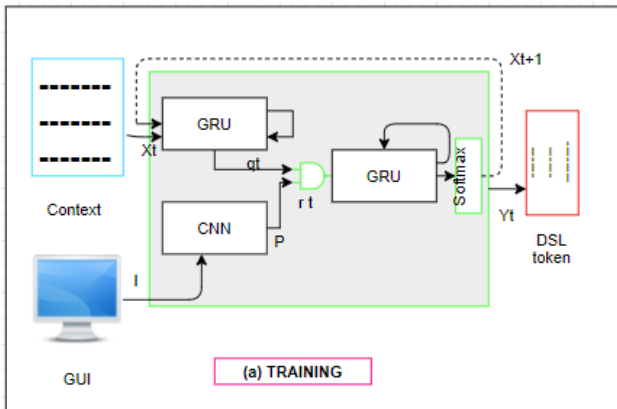 Xt+1
GRU
Xt
qt
GRU
Softmax
r t
Context
CNN
P
Yt
DSL
token
I
GUI
(a) TRAINING